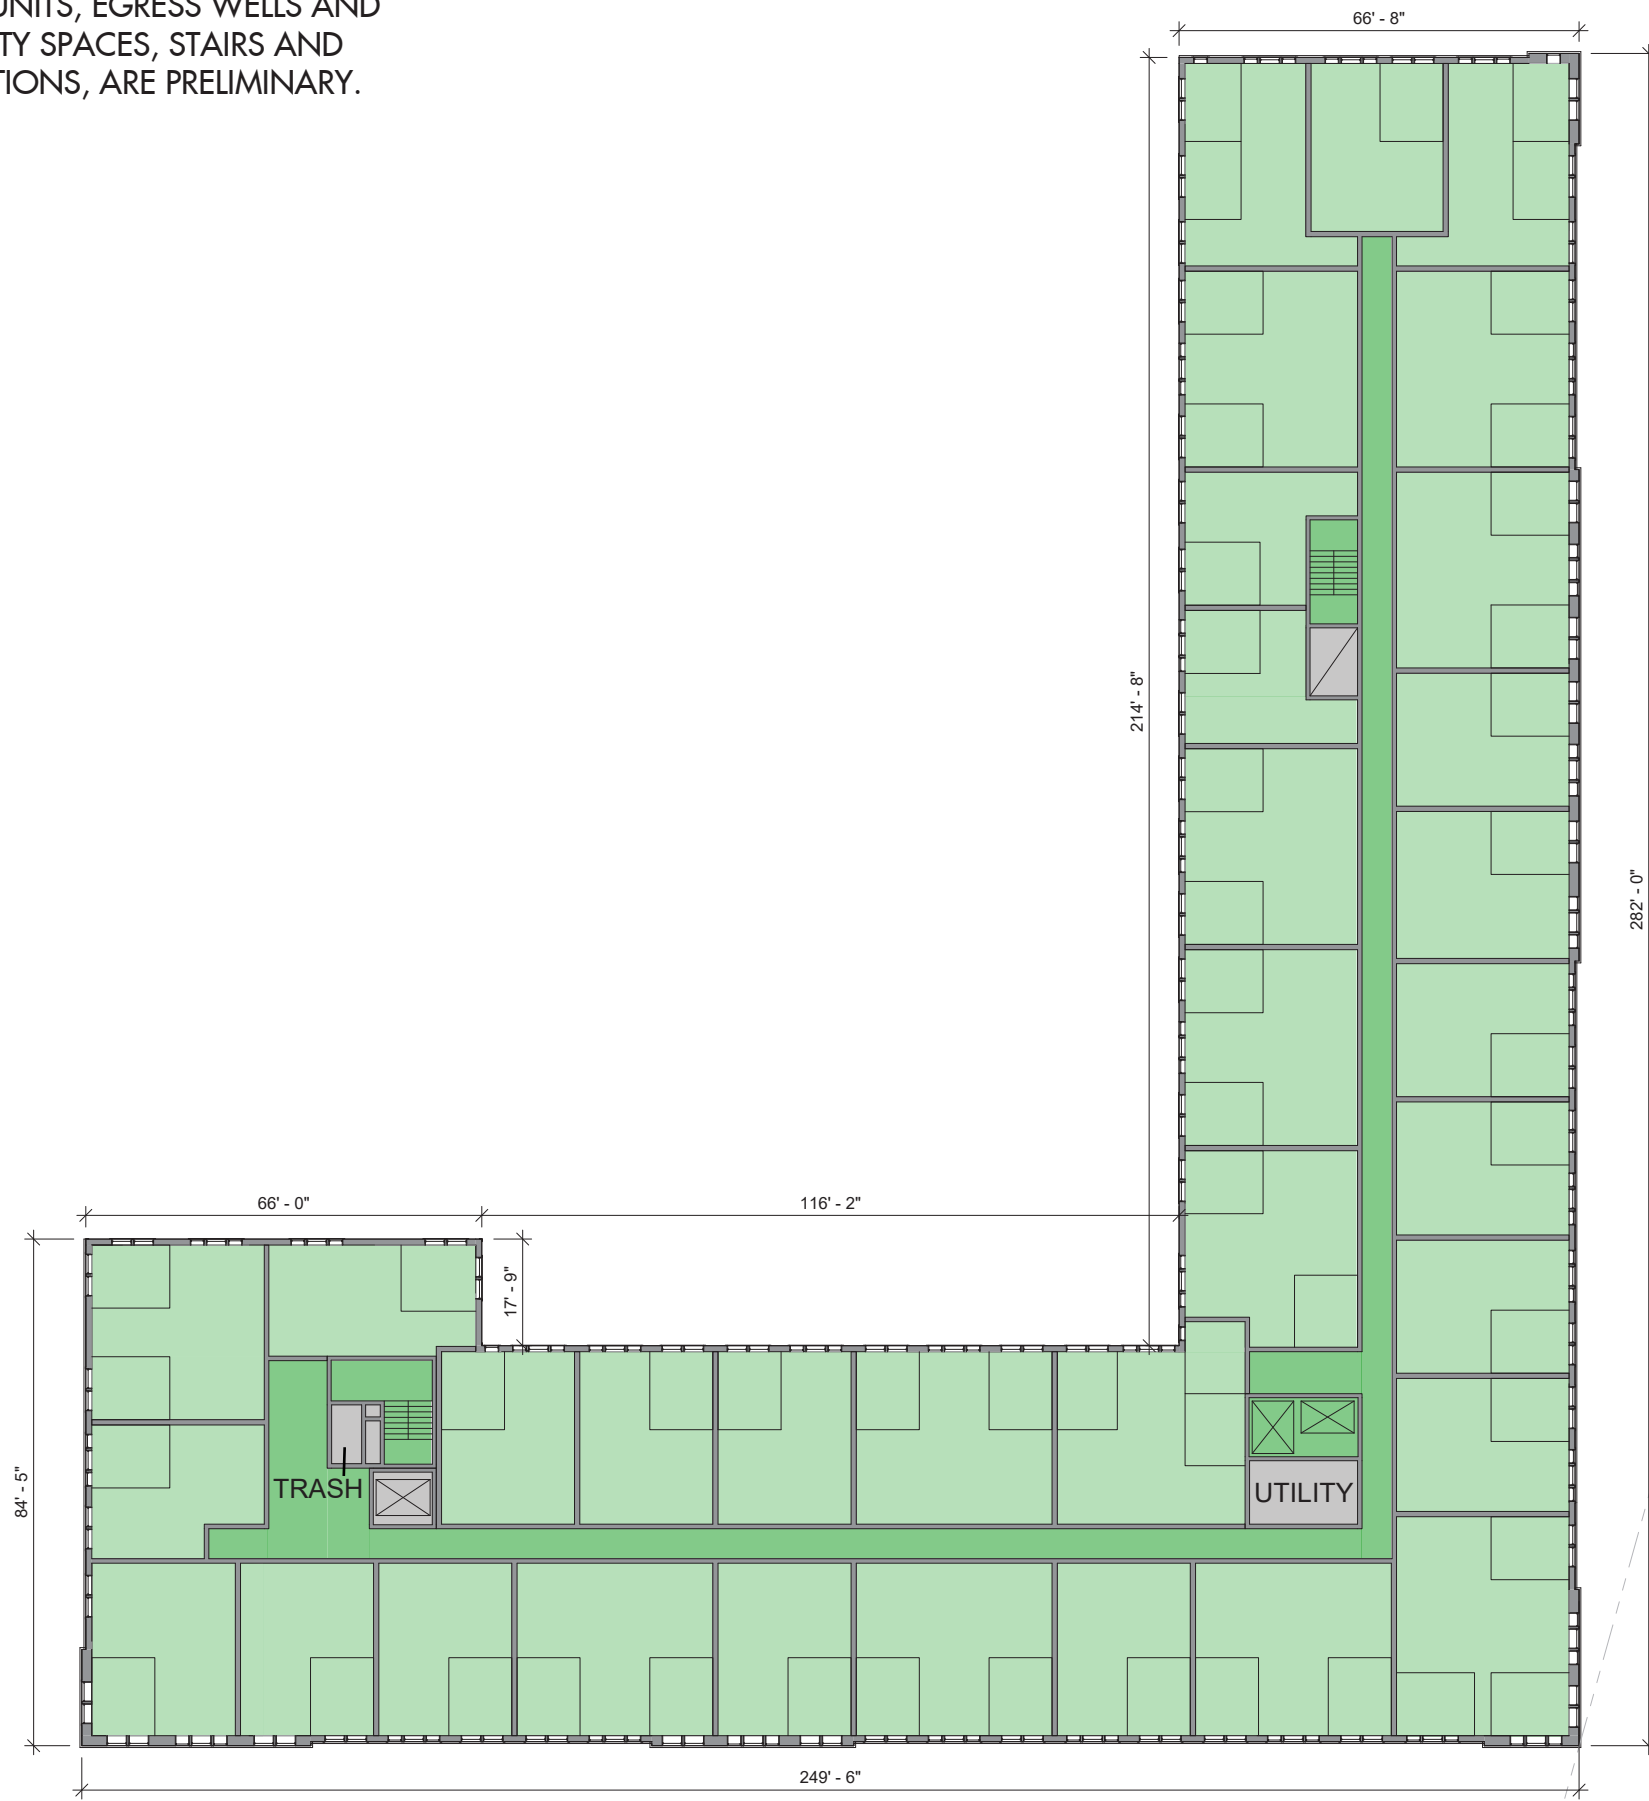 UNITS, EGRESS WELLS AND
TY SPACES, STAIRS AND
TIONS, ARE PRELIMINARY.
66' - 8"
214' - 8"
282' - 0"
66' - 0"
116' - 2"
17' - 9"
84' - 5"
TRASH
UTILITY
249' - 6"